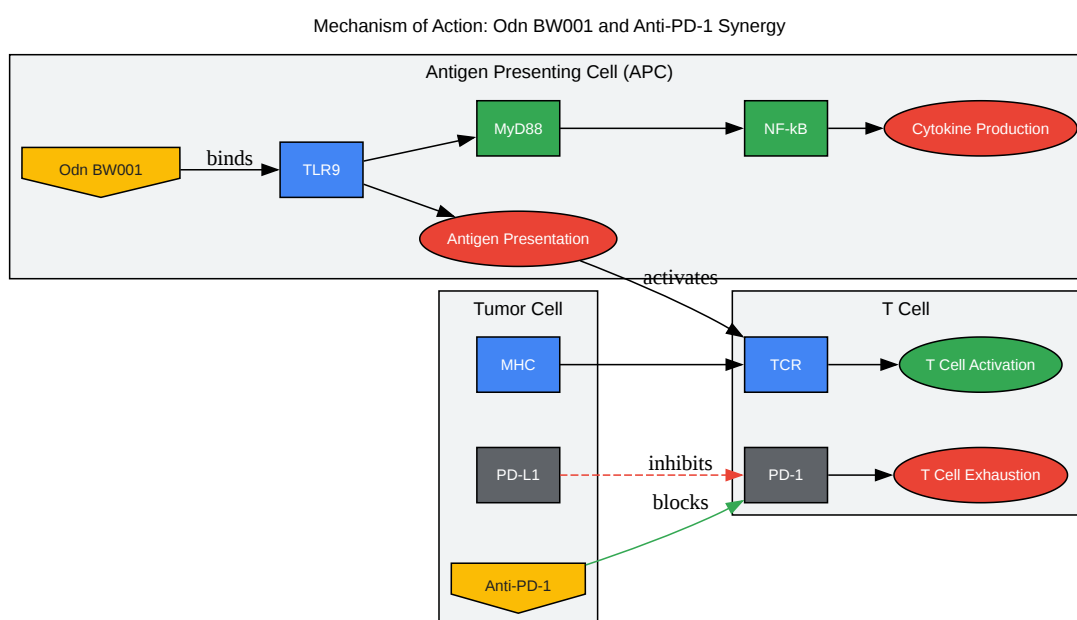 Mechanism of Action: Odn BW001 and Anti-PD-1 Synergy
Antigen Presenting Cell (APC)
MyD88
NF-kB
Cytokine Production
Odn BW001
binds
TLR9
Antigen Presentation
activates
Tumor Cell
T Cell
MHC
TCR
T Cell Activation
PD-L1
inhibits
PD-1
T Cell Exhaustion
blocks
Anti-PD-1